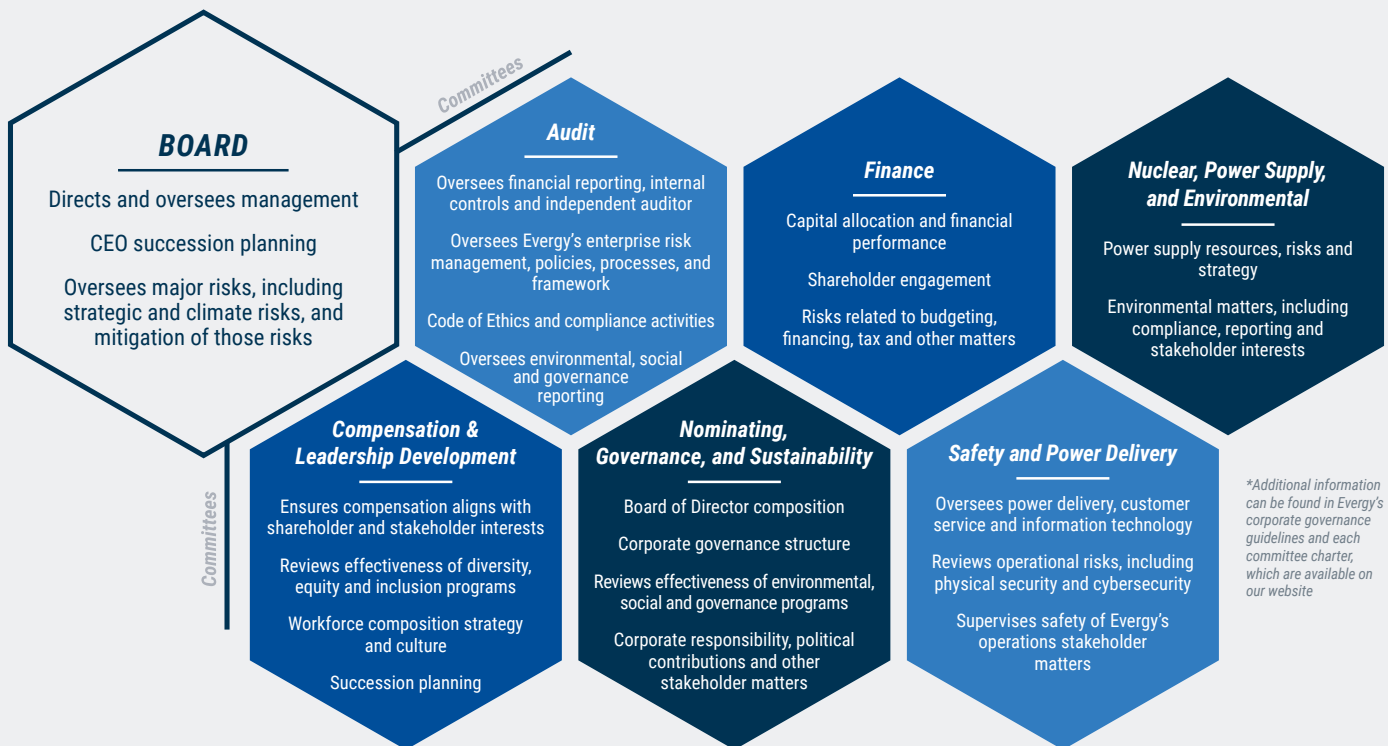 BOARD
Directs and oversees management
CEO succession planning
Oversees major risks, including
strategic and climate risks, and
mitigation of those risks
Committees
Audit
Oversees financial reporting, internal
controls and independent auditor
Oversees Evergy's enterprise risk
management, policies, processes, and
framework
Code of Ethics and compliance activities
Oversees environmental, social
and governance
reporting
Finance
Capital allocation and financial
performance
Shareholder engagement
Risks related to budgeting,
financing, tax and other matters
Nuclear, Power Supply,
and Environmental
Power supply resources, risks and
strategy
Environmental matters, including
compliance, reporting and
stakeholder interests
Committees
Compensation &
Leadership Development
Ensures compensation aligns with
shareholder and stakeholder interests
Reviews effectiveness of diversity,
equity and inclusion programs
Workforce composition strategy
and culture
Succession planning
Nominating,
Governance, and Sustainability
Board of Director composition
Corporate governance structure
Reviews effectiveness of environmental,
social and governance programs
Corporate responsibility, political
contributions and other
stakeholder matters
Safety and Power Delivery
Oversees power delivery, customer
service and information technology
Reviews operational risks, including
physical security and cybersecurity
Supervises safety of Evergy's
operations stakeholder
matters
*Additional information
can be found in Evergy's
corporate governance
guidelines and each
committee charter,
which are available on
our website